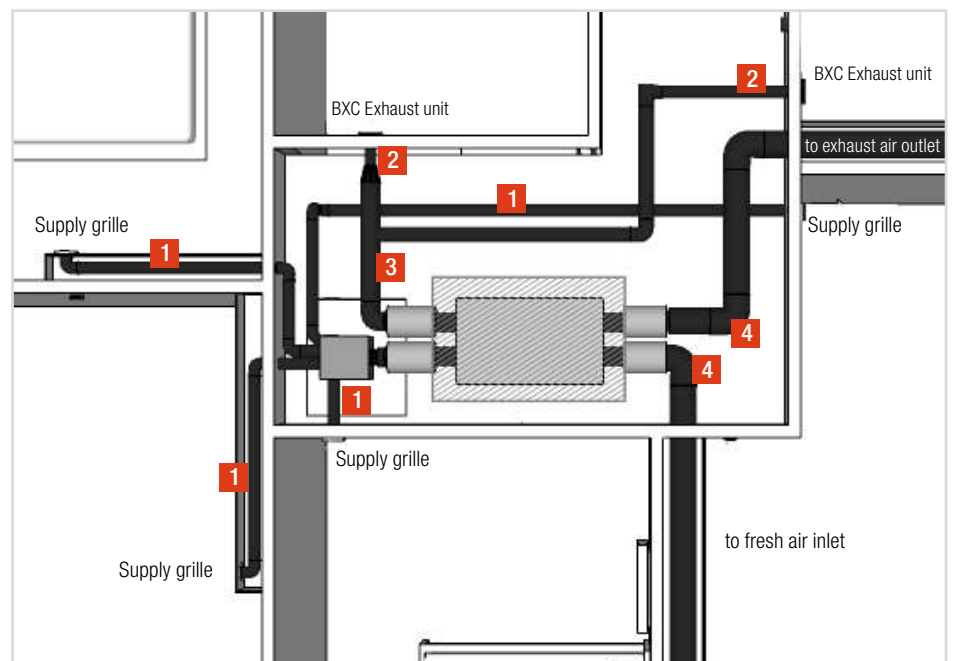 2
BXC Exhaust unit
BXC Exhaust unit
to exhaust air outlet
2
1
Supply grille
Supply grille
1
3
4
4
1
Supply grille
1
to fresh air inlet
Supply grille